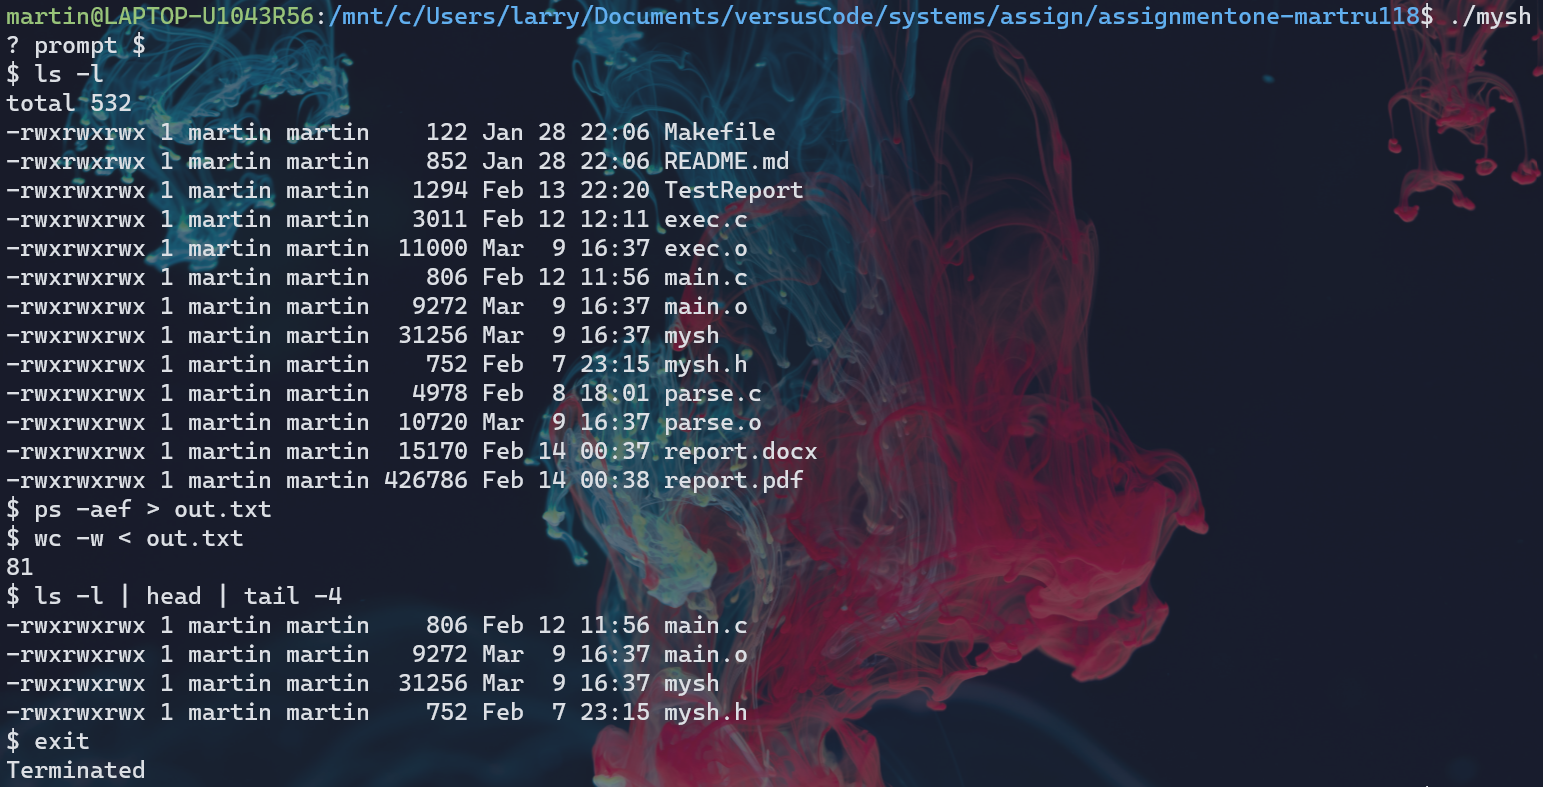 martin@LAPTOP-U1043R56:/mnt/c/Users/larry/Documents/versusCode/systems/assign/assignmentone-martru118$ ./mysh
? prompt $
$ ls -l
total 532
-rwxrwxrwx 1 martin martin    122 Jan 28 22:06 Makefile
-rwxrwxrwx 1 martin martin    852 Jan 28 22:06 README.md
-rwxrwxrwx 1 martin martin   1294 Feb 13 22:20 TestReport
-rwxrwxrwx 1 martin martin   3011 Feb 12 12:11 exec.c
-rwxrwxrwx 1 martin martin  11000 Mar  9 16:37 exec.o
-rwxrwxrwx 1 martin martin    806 Feb 12 11:56 main.c
-rwxrwxrwx 1 martin martin   9272 Mar  9 16:37 main.o
-rwxrwxrwx 1 martin martin  31256 Mar  9 16:37 mysh
-rwxrwxrwx 1 martin martin    752 Feb  7 23:15 mysh.h
-rwxrwxrwx 1 martin martin   4978 Feb  8 18:01 parse.c
-rwxrwxrwx 1 martin martin  10720 Mar  9 16:37 parse.o
-rwxrwxrwx 1 martin martin  15170 Feb 14 00:37 report.docx
-rwxrwxrwx 1 martin martin 426786 Feb 14 00:38 report.pdf
$ ps -aef > out.txt
$ wc -w < out.txt
81
$ ls -l | head | tail -4
-rwxrwxrwx 1 martin martin    806 Feb 12 11:56 main.c
-rwxrwxrwx 1 martin martin   9272 Mar  9 16:37 main.o
-rwxrwxrwx 1 martin martin  31256 Mar  9 16:37 mysh
-rwxrwxrwx 1 martin martin    752 Feb  7 23:15 mysh.h
$ exit
Terminated